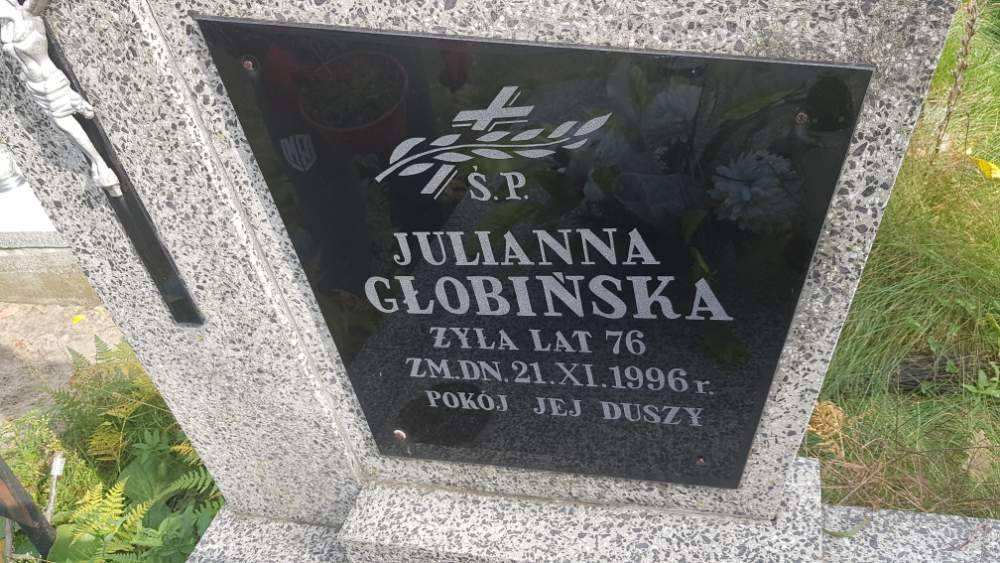 Ś.P.
JULIANNA
GŁOBIŃSKA
ŻYŁA LAT 76
ZM.DN.21.XI.1996 r.
POKÓJ JEJ DUSZY